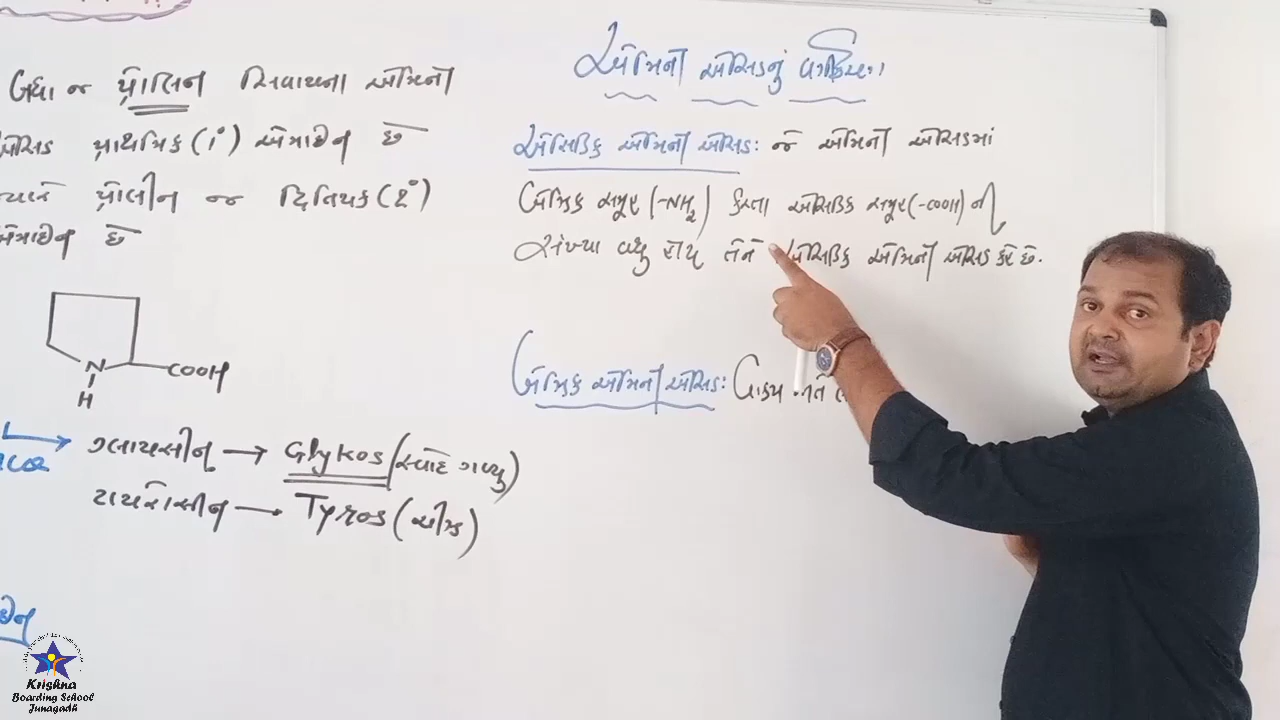 બધા જ પ્રોલિન સિવાયના એમિનો
એસિડ પ્રાથમિક (1°) એમાઈન છે
જ્યારે પ્રોલીન જ દ્વિતિયક (2°)
એમાઈન છે
N
H
COOH
ગ્લાયસીન → Glykos (સ્વાદે ગળ્યુ)
ટાયરોસીન → Tyros (ચીઝ)
એમિનો એસિડનું વર્ગીકરણ
એસિડિક એમિનો એસિડ: જે એમિનો એસિડમાં
બેઝિક સમૂહ (-NH₂) કરતા એસિડિક સમૂહ (-COOH) ની
સંખ્યા વધુ હોય તેને એસિડિક એમિનો એસિડ કહે છે.
બેઝિક એમિનો એસિડ:
Krishna
Boarding School
Junagadh